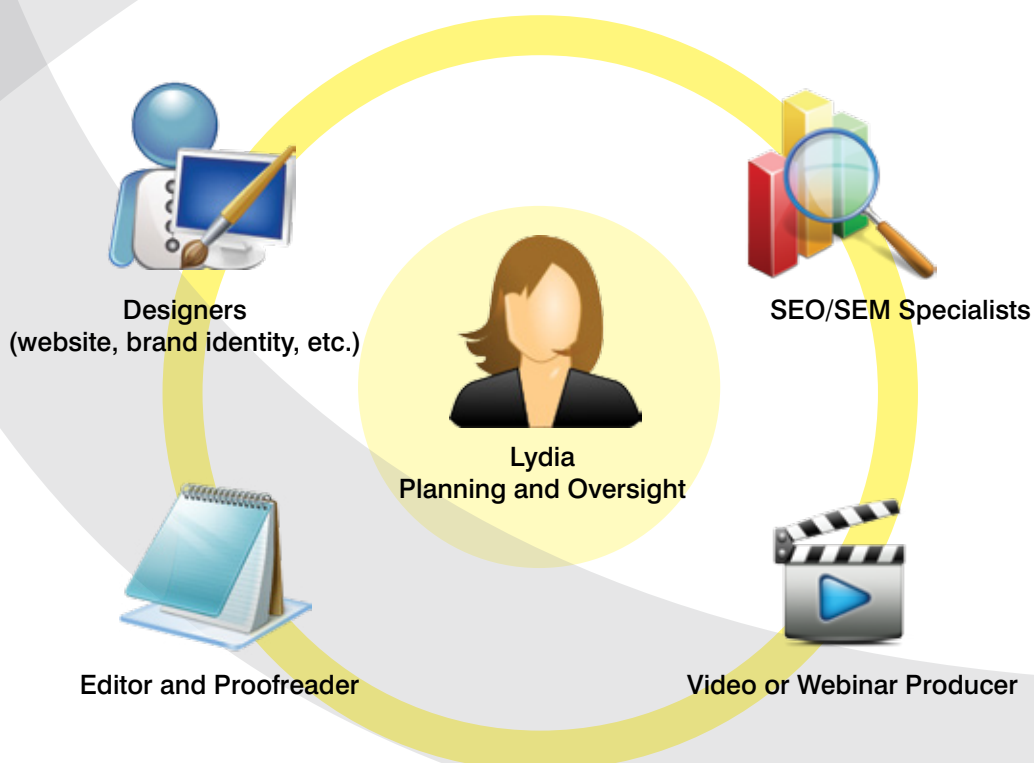 Designers
(website, brand identity, etc.)
SEO/SEM Specialists
Lydia
Planning and Oversight
Editor and Proofreader
Video or Webinar Producer